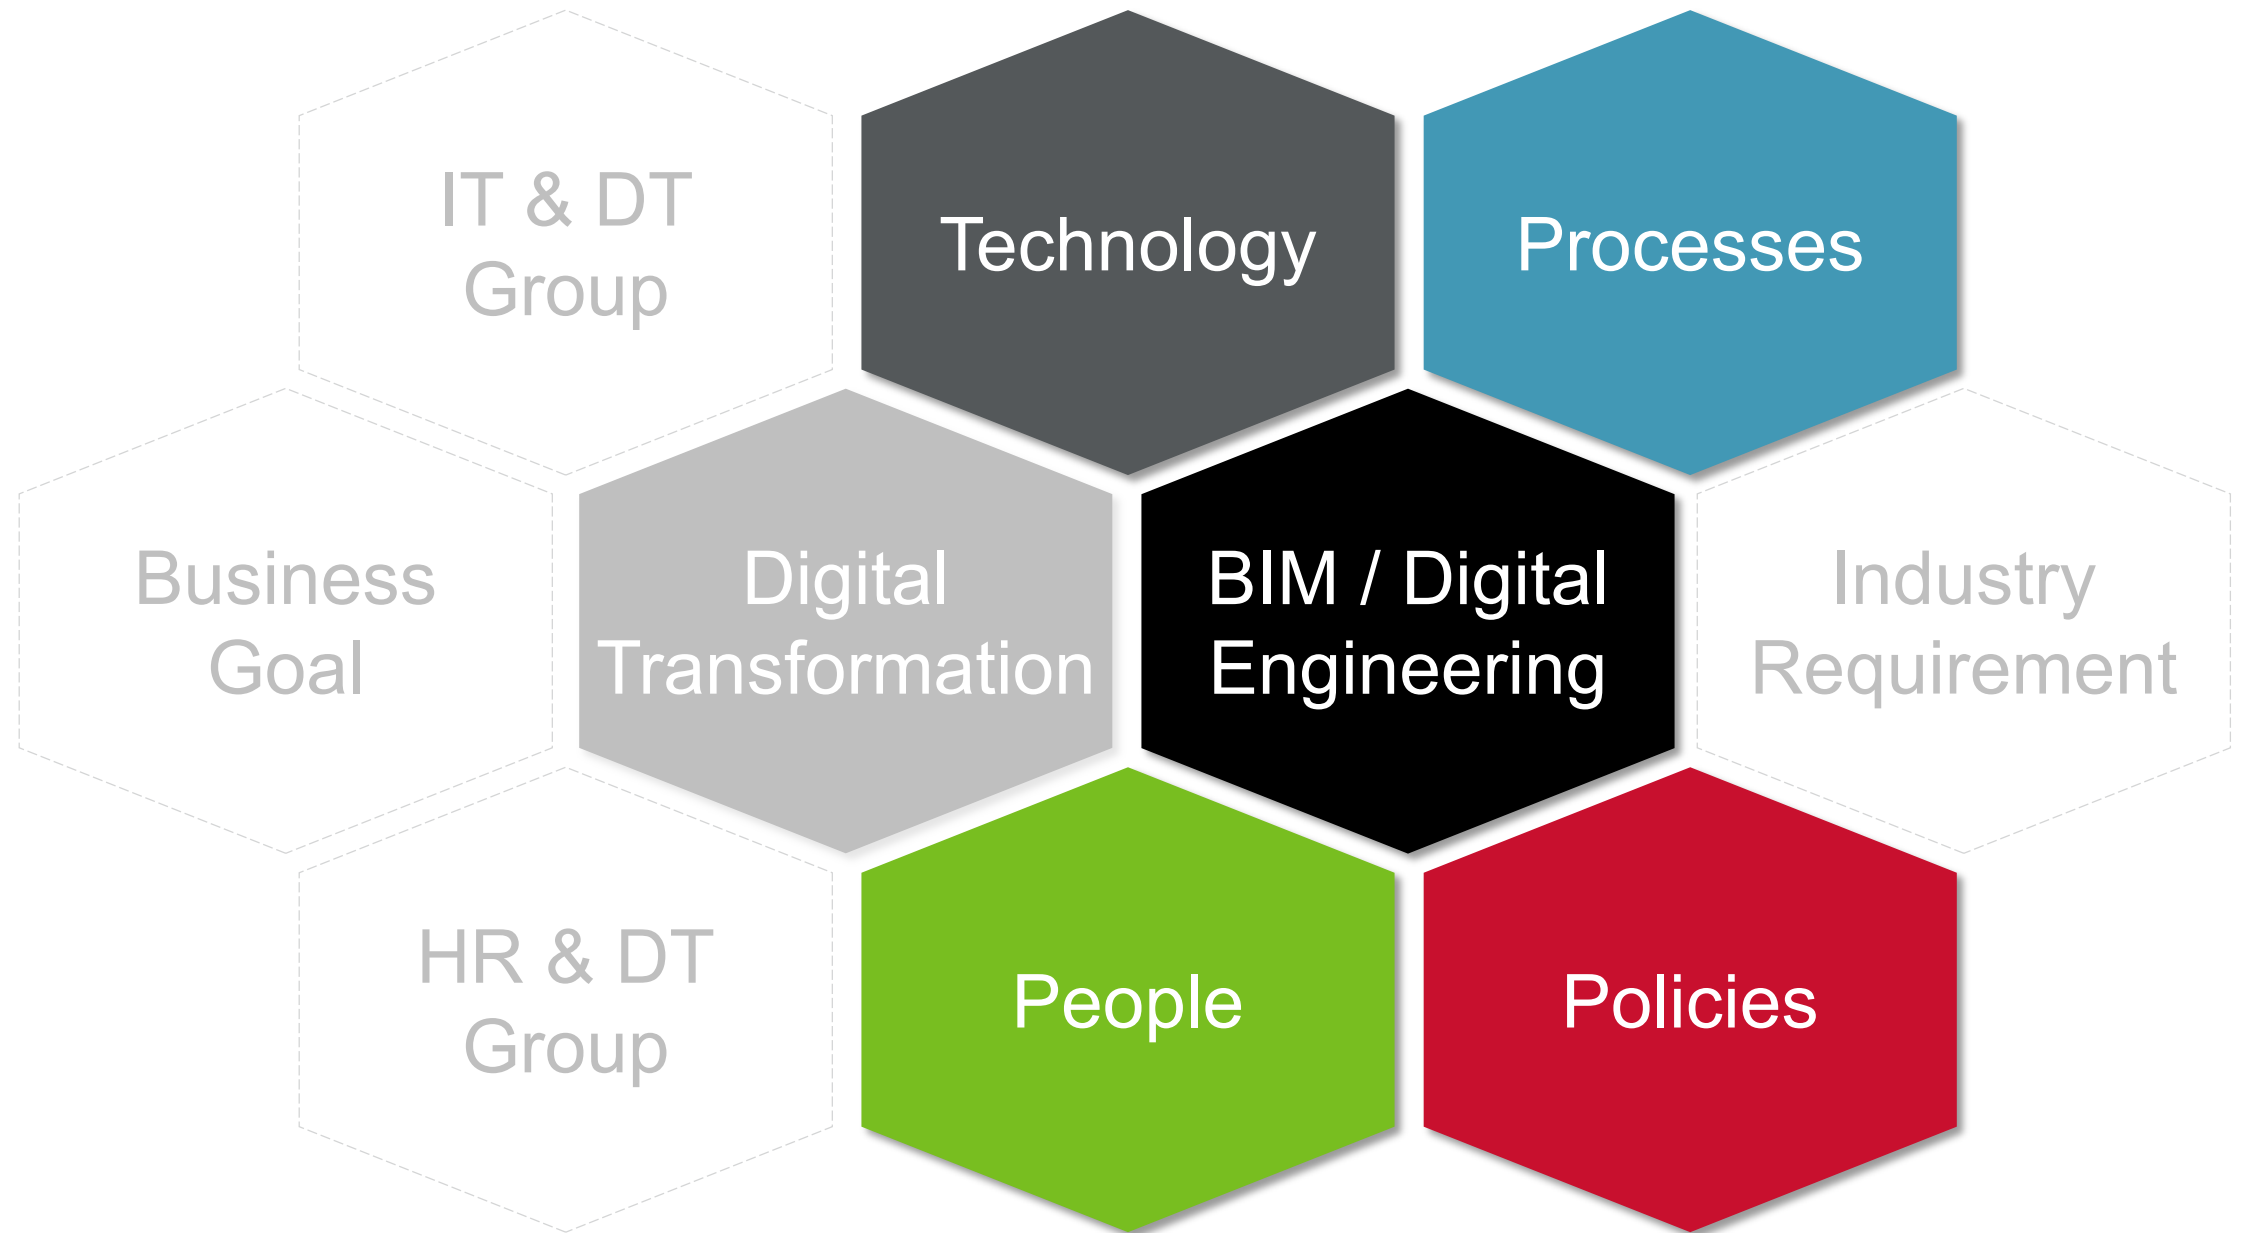 IT & DT
Group
Technology
Processes
Business
Goal
Digital
Transformation
BIM / Digital
Engineering
Industry
Requirement
HR & DT
Group
People
Policies